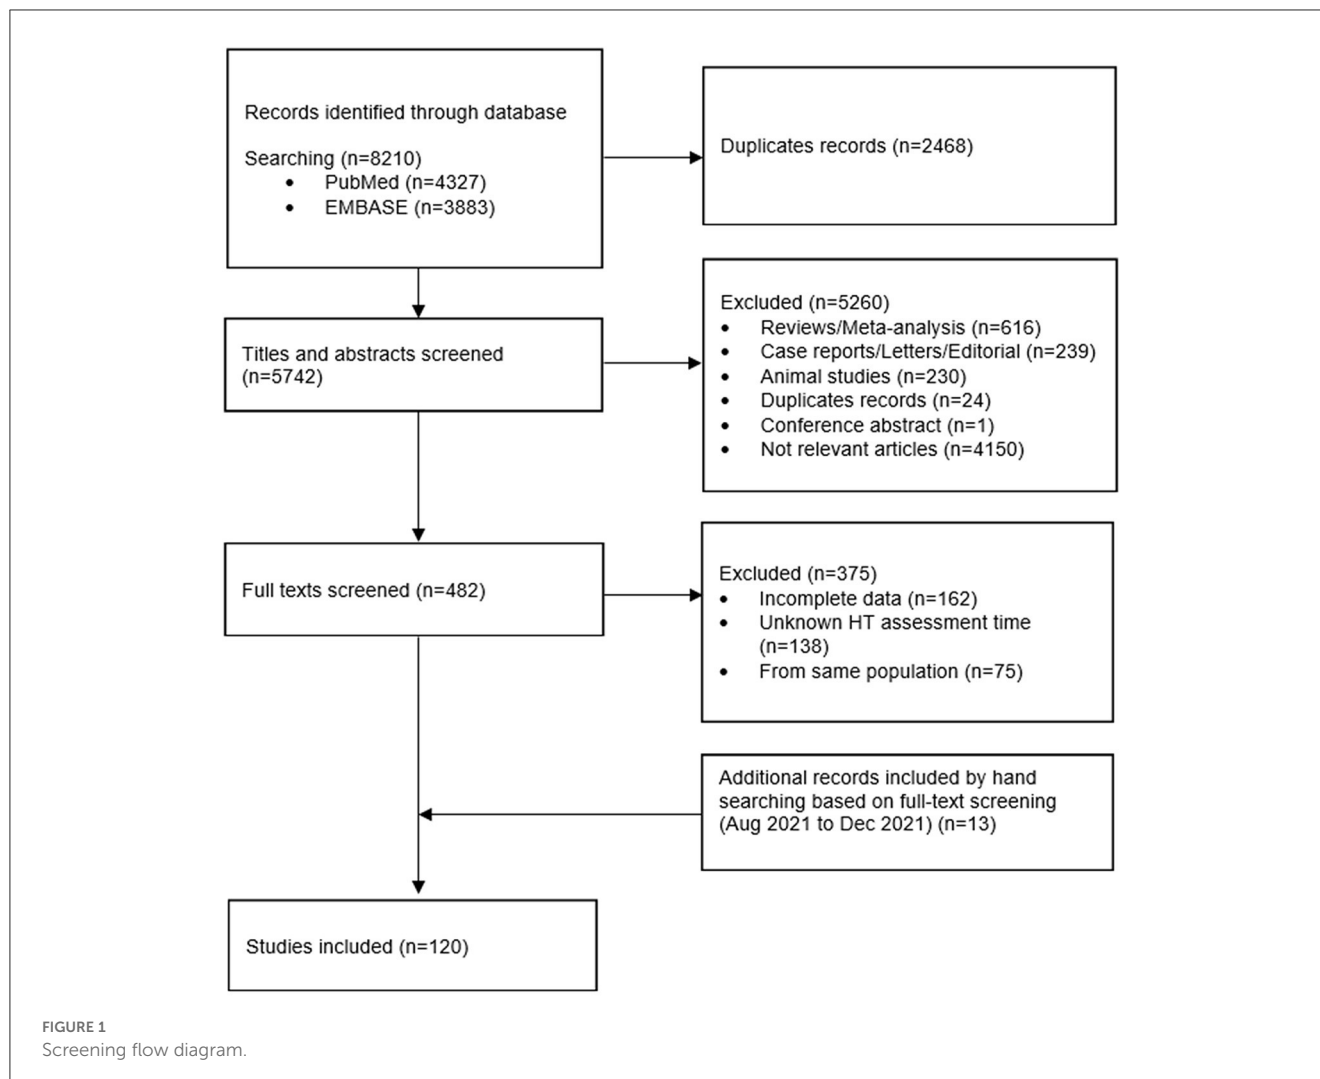 Records identified through database
Searching (n=8210)
• PubMed (n=4327)
• EMBASE (n=3883)
Duplicates records (n=2468)
Titles and abstracts screened
(n=5742)
Excluded (n=5260)
• Reviews/Meta-analysis (n=616)
• Case reports/Letters/Editorial (n=239)
• Animal studies (n=230)
• Duplicates records (n=24)
• Conference abstract (n=1)
• Not relevant articles (n=4150)
Full texts screened (n=482)
Excluded (n=375)
• Incomplete data (n=162)
• Unknown HT assessment time
(n=138)
• From same population (n=75)
Additional records included by hand
searching based on full-text screening
(Aug 2021 to Dec 2021) (n=13)
Studies included (n=120)
FIGURE 1
Screening flow diagram.